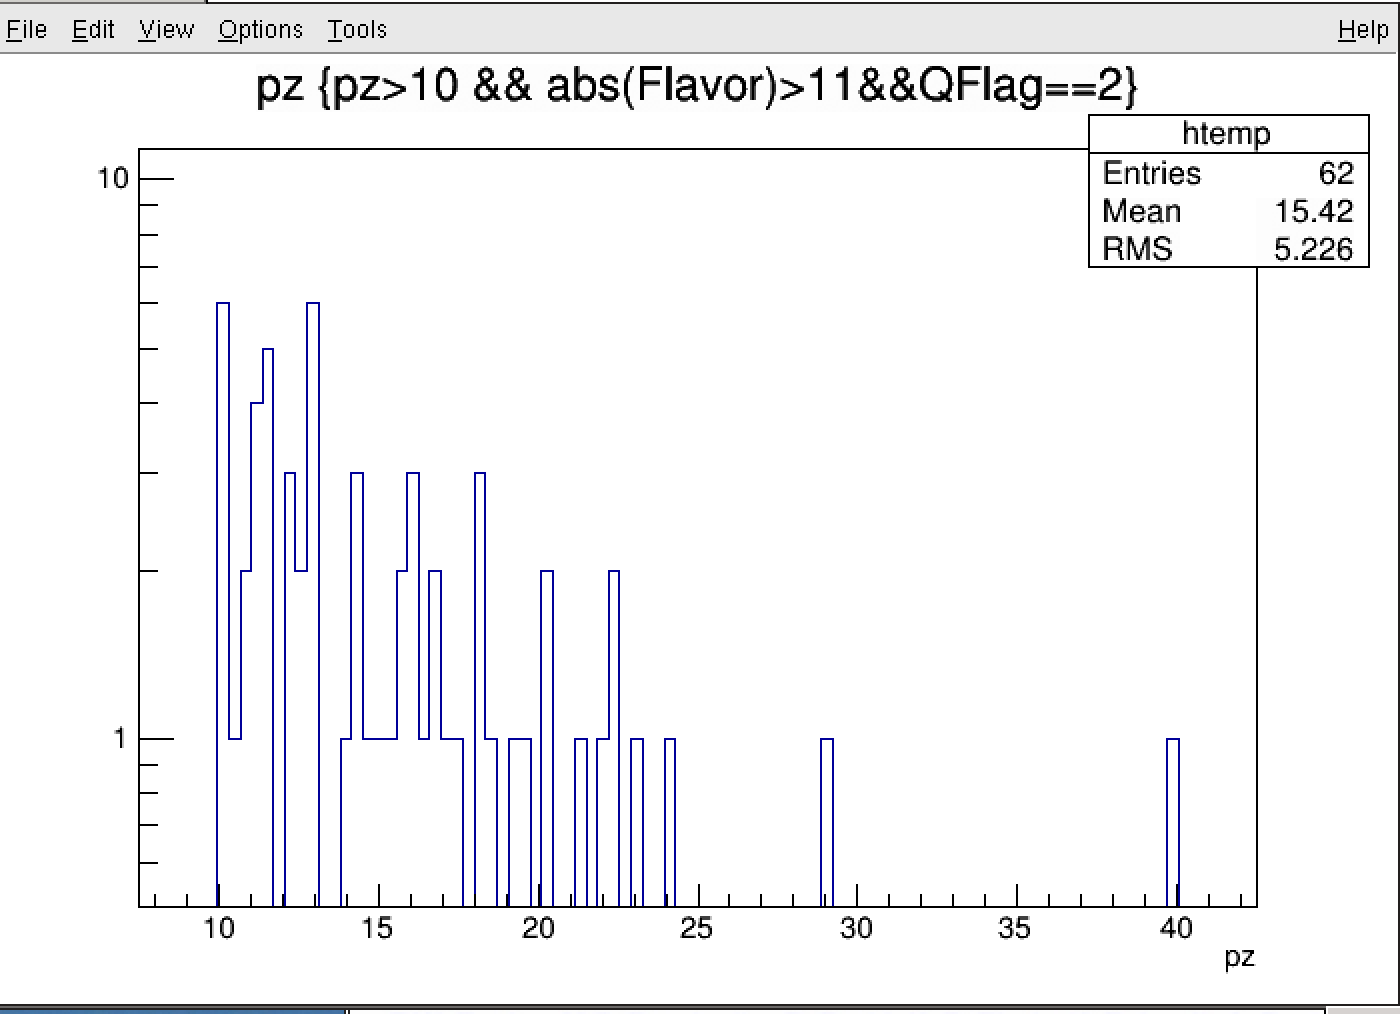 File Edit View Options Tools Help
pz {pz>10 && abs(Flavor)>11&&QFlag==2}
htemp
Entries 62
Mean 15.42
RMS 5.226
10
1
10 15 20 25 30 35 40
pz